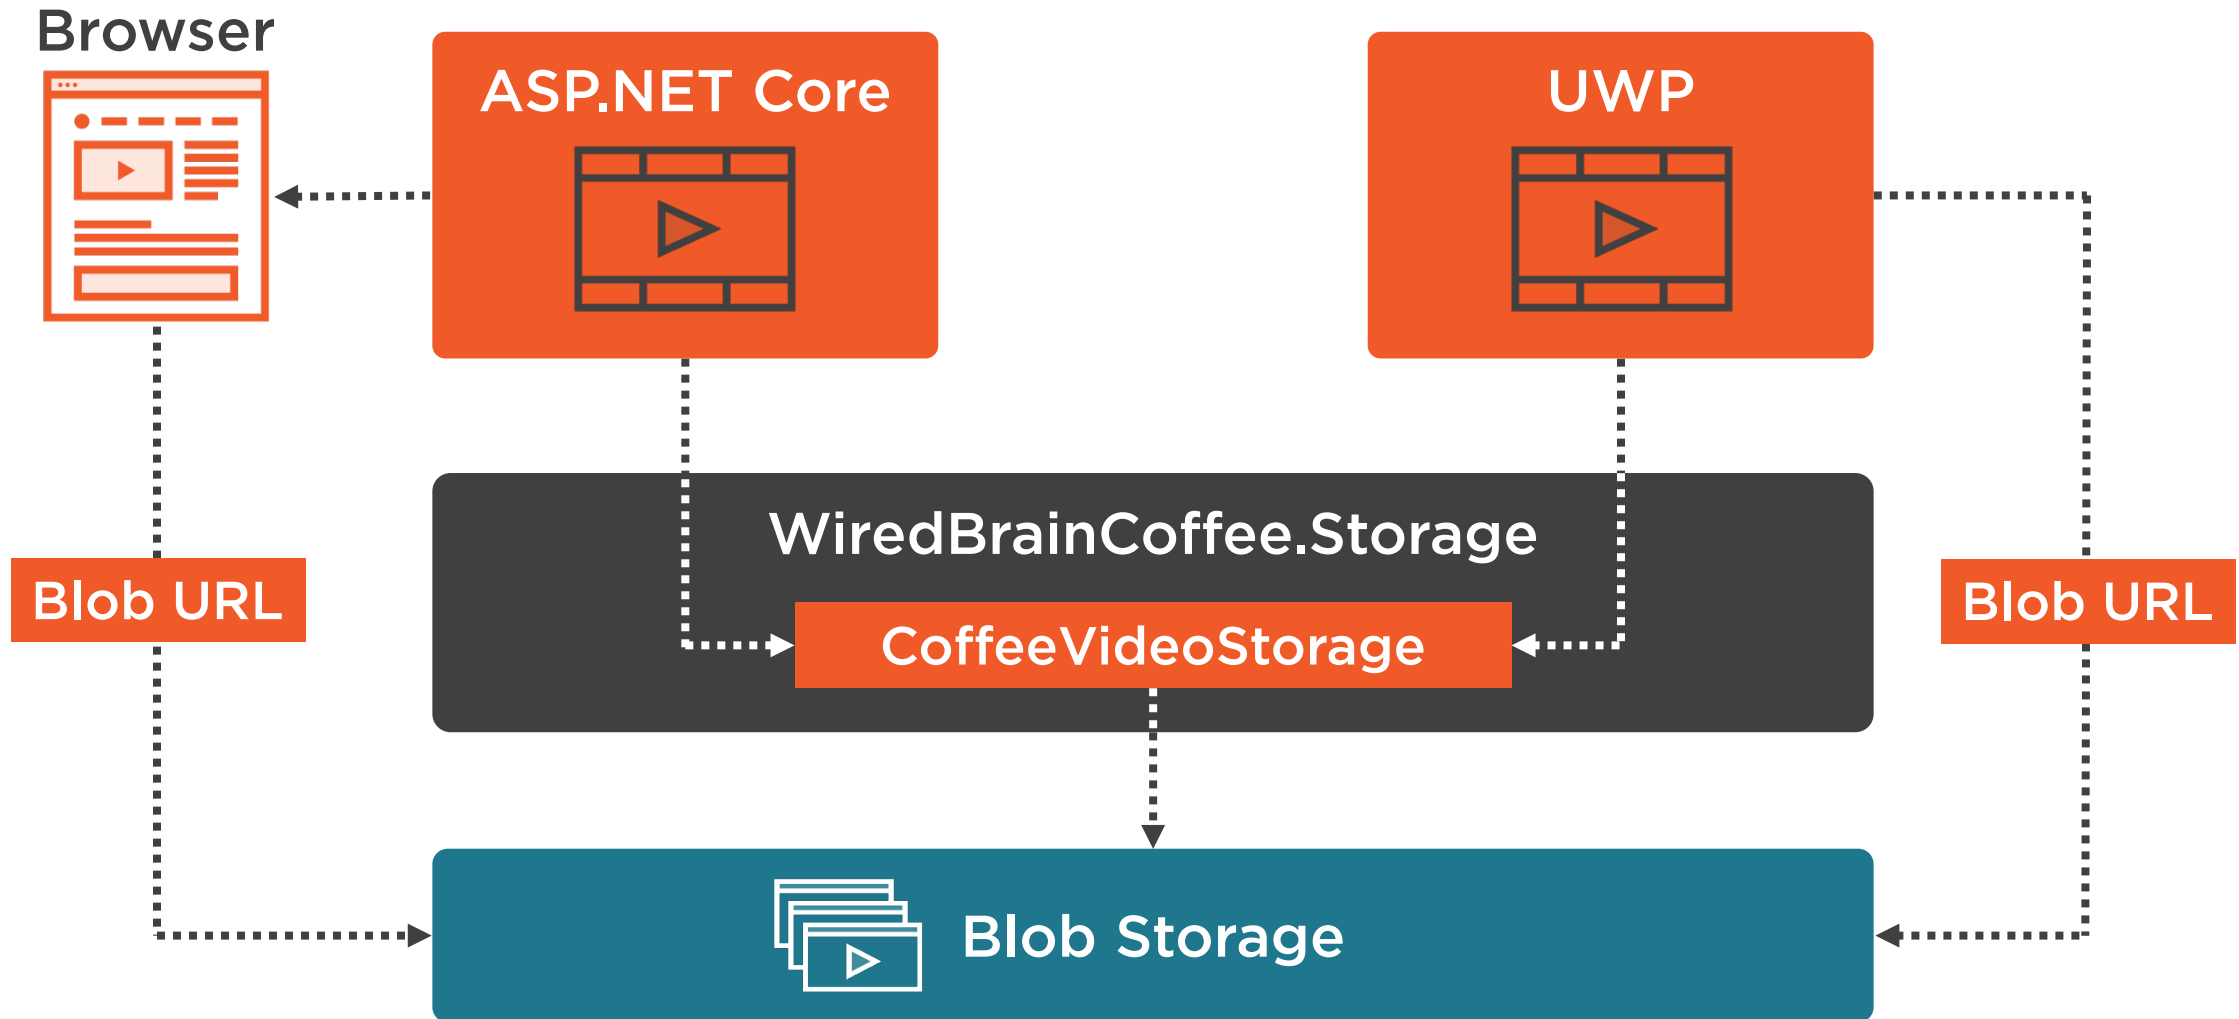 Browser
ASP.NET Core
UWP
WiredBrainCoffee.Storage
Blob URL
CoffeeVideoStorage
Blob URL
Blob Storage